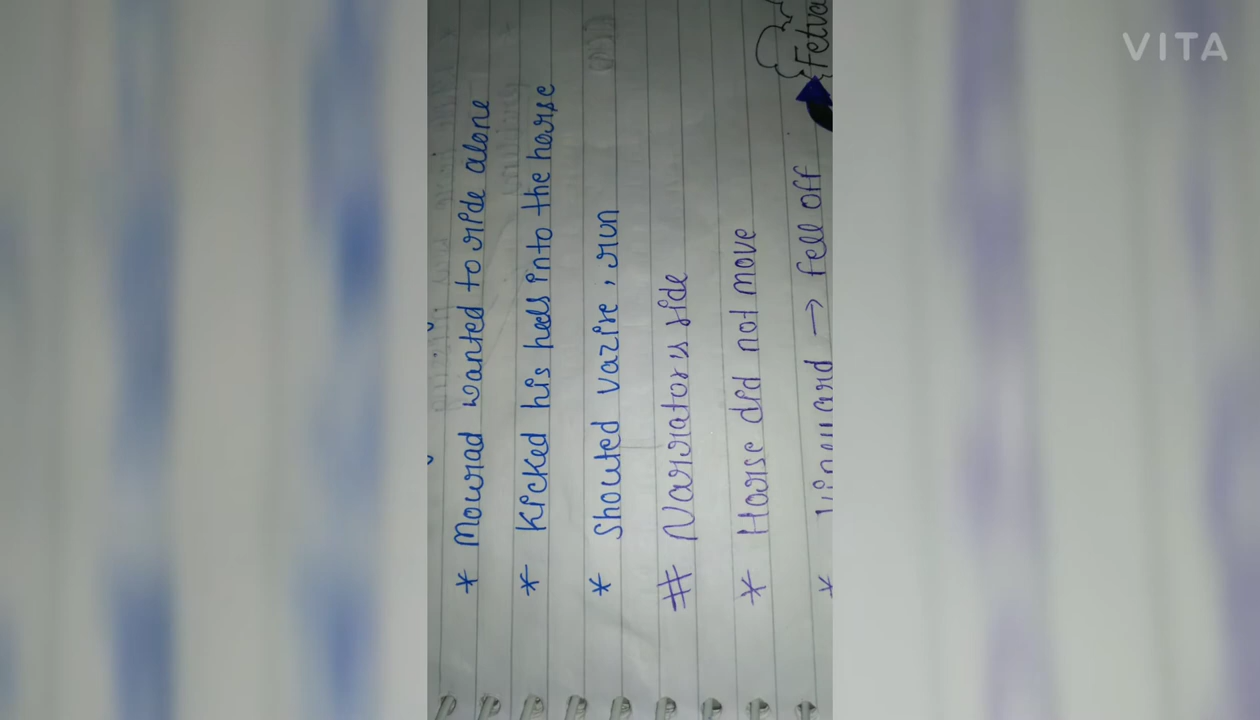 * Mourad wanted to ride alone
* Kicked his heels into the horse
* Shouted vazire; run
# Narrator's side
* Horse did not move
* vineyard → fell off
VITA